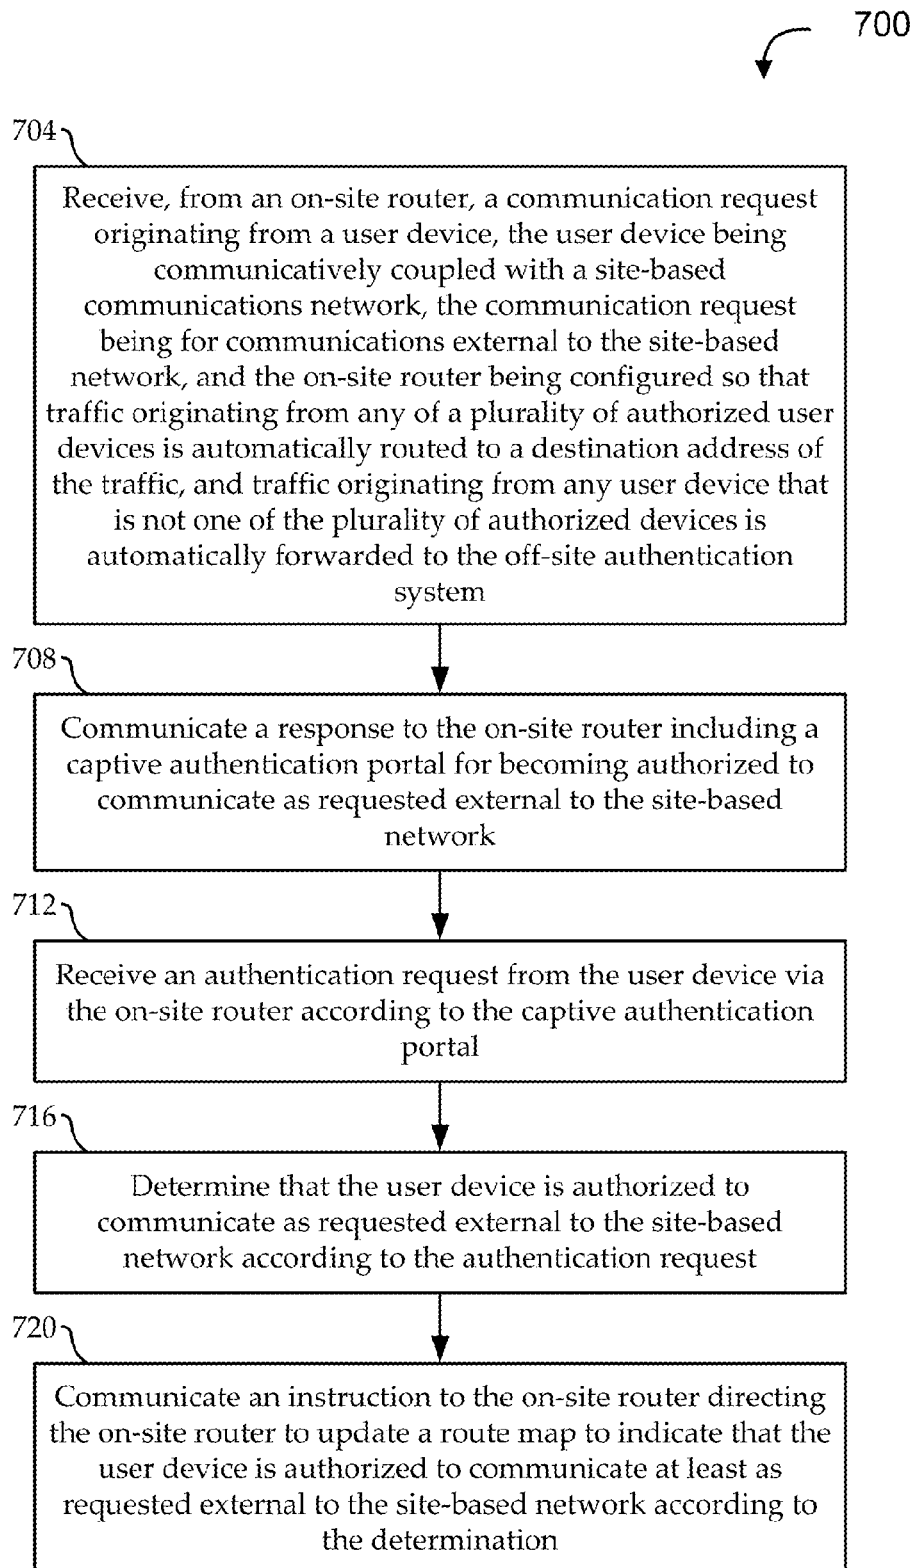 700
704
Receive, from an on-site router, a communication request
originating from a user device, the user device being
communicatively coupled with a site-based
communications network, the communication request
being for communications external to the site-based
network, and the on-site router being configured so that
traffic originating from any of a plurality of authorized user
devices is automatically routed to a destination address of
the traffic, and traffic originating from any user device that
is not one of the plurality of authorized devices is
automatically forwarded to the off-site authentication
system
708
Communicate a response to the on-site router including a
captive authentication portal for becoming authorized to
communicate as requested external to the site-based
network
712
Receive an authentication request from the user device via
the on-site router according to the captive authentication
portal
716
Determine that the user device is authorized to
communicate as requested external to the site-based
network according to the authentication request
720
Communicate an instruction to the on-site router directing
the on-site router to update a route map to indicate that the
user device is authorized to communicate at least as
requested external to the site-based network according to
the determination